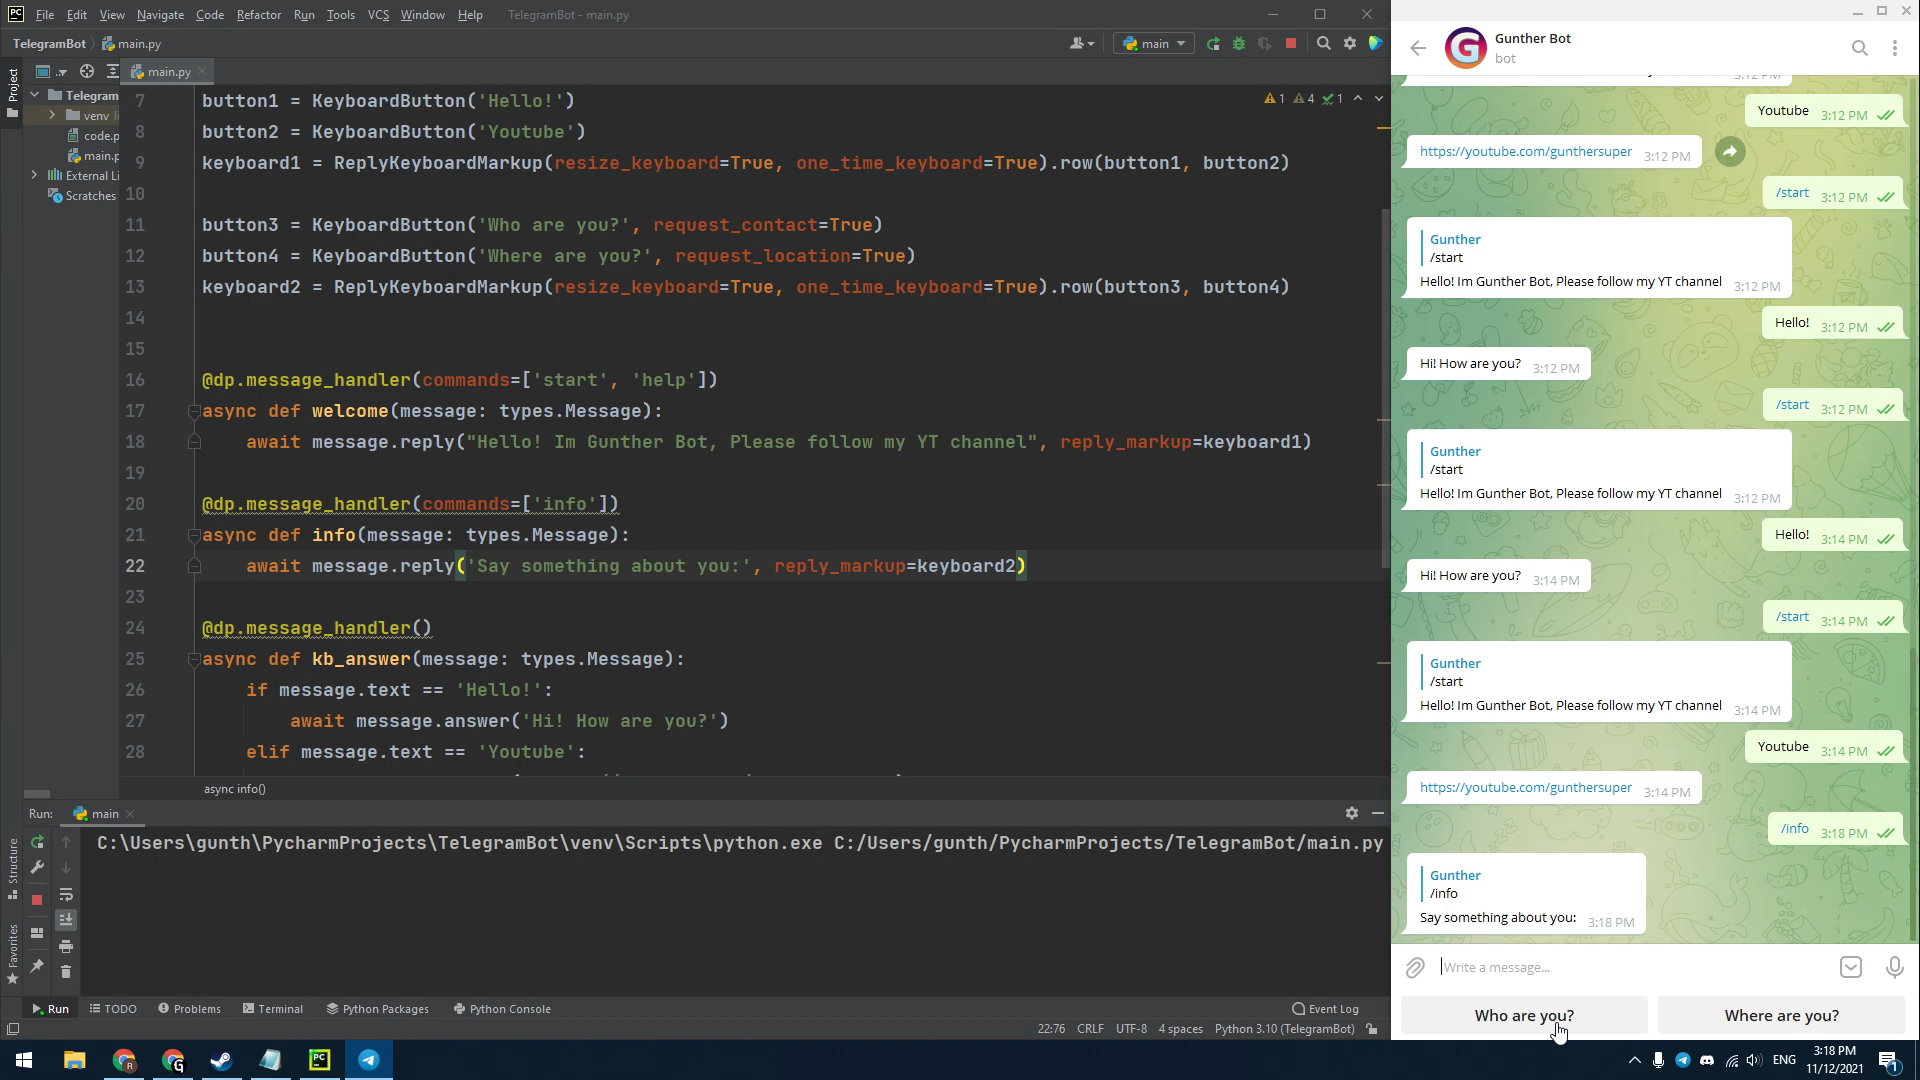 File Edit View Navigate Code Refactor Run Tools VCS Window Help TelegramBot - main.py
TelegramBot main.py
main
Project
main.py
Telegram
venv
code.p
main.p
External Li
Scratches
1 4 1
7 button1 = KeyboardButton('Hello!')
8 button2 = KeyboardButton('Youtube')
9 keyboard1 = ReplyKeyboardMarkup(resize_keyboard=True, one_time_keyboard=True).row(button1, button2)
10
11 button3 = KeyboardButton('Who are you?', request_contact=True)
12 button4 = KeyboardButton('Where are you?', request_location=True)
13 keyboard2 = ReplyKeyboardMarkup(resize_keyboard=True, one_time_keyboard=True).row(button3, button4)
14
15
16 @dp.message_handler(commands=['start', 'help'])
17 async def welcome(message: types.Message):
18 await message.reply("Hello! Im Gunther Bot, Please follow my YT channel", reply_markup=keyboard1)
19
20 @dp.message_handler(commands=['info'])
21 async def info(message: types.Message):
22 await message.reply('Say something about you:', reply_markup=keyboard2)
23
24 @dp.message_handler()
25 async def kb_answer(message: types.Message):
26 if message.text == 'Hello!':
27 await message.answer('Hi! How are you?')
28 elif message.text == 'Youtube':
async info()
Run: main
C:\Users\gunth\PycharmProjects\TelegramBot\venv\Scripts\python.exe C:/Users/gunth/PycharmProjects/TelegramBot/main.py
Structure
Favorites
Run TODO Problems Terminal Python Packages Python Console Event Log
22:76 CRLF UTF-8 4 spaces Python 3.10 (TelegramBot)
Gunther Bot
bot
3:12 PM
Youtube 3:12 PM
https://youtube.com/gunthersuper 3:12 PM
/start 3:12 PM
Gunther
/start
Hello! Im Gunther Bot, Please follow my YT channel 3:12 PM
Hello! 3:12 PM
Hi! How are you? 3:12 PM
/start 3:12 PM
Gunther
/start
Hello! Im Gunther Bot, Please follow my YT channel 3:12 PM
Hello! 3:14 PM
Hi! How are you? 3:14 PM
/start 3:14 PM
Gunther
/start
Hello! Im Gunther Bot, Please follow my YT channel 3:14 PM
Youtube 3:14 PM
https://youtube.com/gunthersuper 3:14 PM
/info 3:18 PM
Gunther
/info
Say something about you: 3:18 PM
Write a message...
Who are you? Where are you?
ENG
3:18 PM
11/12/2021
1